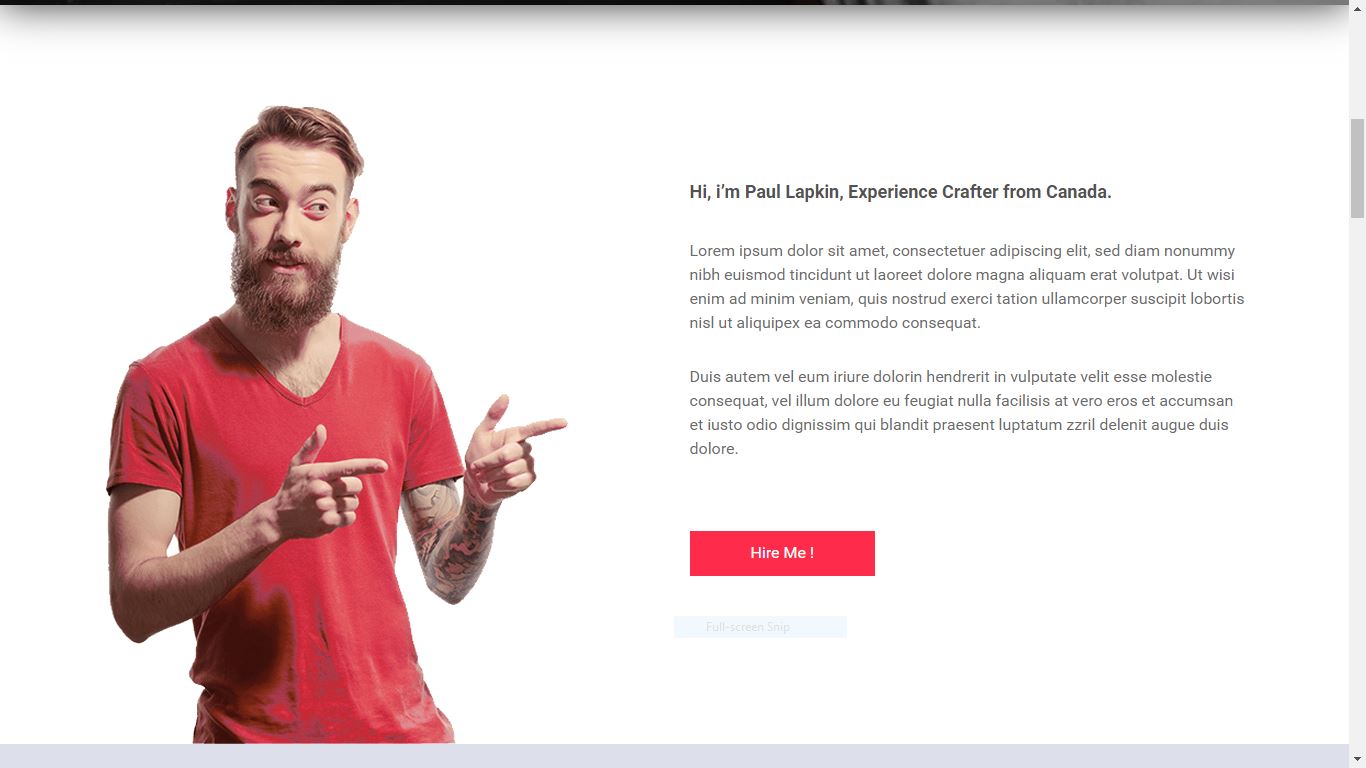 Hi, i’m Paul Lapkin, Experience Crafter from Canada.
Lorem ipsum dolor sit amet, consectetuer adipiscing elit, sed diam nonummy
nibh euismod tincidunt ut laoreet dolore magna aliquam erat volutpat. Ut wisi
enim ad minim veniam, quis nostrud exerci tation ullamcorper suscipit lobortis
nisl ut aliquipex ea commodo consequat.
Duis autem vel eum iriure dolorin hendrerit in vulputate velit esse molestie
consequat, vel illum dolore eu feugiat nulla facilisis at vero eros et accumsan
et iusto odio dignissim qui blandit praesent luptatum zzril delenit augue duis
dolore.
Hire Me !
Full-screen Snip